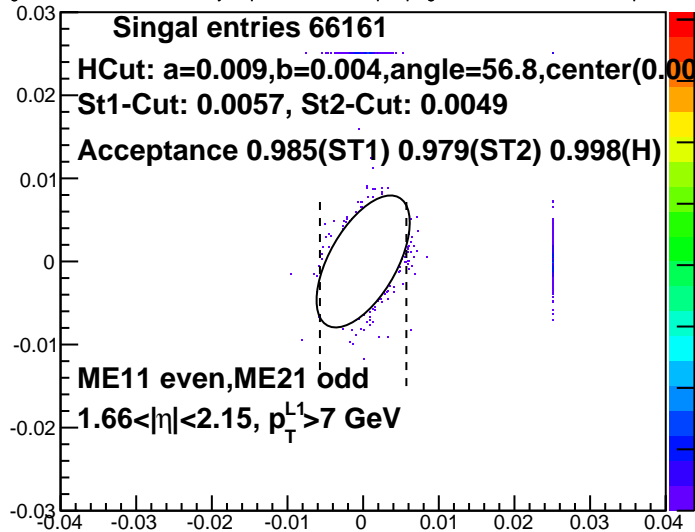 Singal entries 66161
HCut: a=0.009,b=0.004,angle=56.8,center(0.00
St1-Cut: 0.0057, St2-Cut: 0.0049
Acceptance 0.985(ST1) 0.979(ST2) 0.998(H)
ME11 even,ME21 odd
1.66<|η|<2.15, p_T^L1>7 GeV
0.03
0.02
0.01
0
-0.01
-0.02
-0.03
-0.04 -0.03 -0.02 -0.01 0 0.01 0.02 0.03 0.04